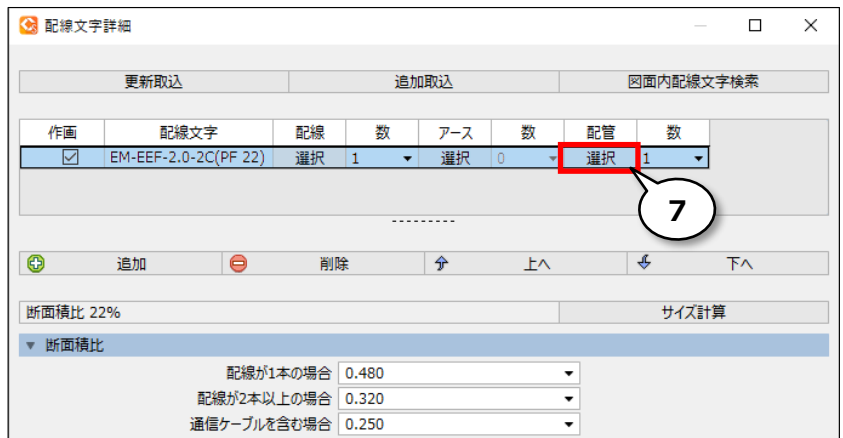 配線文字詳細
更新取込 追加取込 図面内配線文字検索
作画 配線文字 配線 数 アース 数 配管 数
EM-EEF-2.0-2C(PF 22) 選択 1 選択 0 選択 1
7
追加 削除 上へ 下へ
断面積比 22% サイズ計算
断面積比
配線が1本の場合 0.480
配線が2本以上の場合 0.320
通信ケーブルを含む場合 0.250